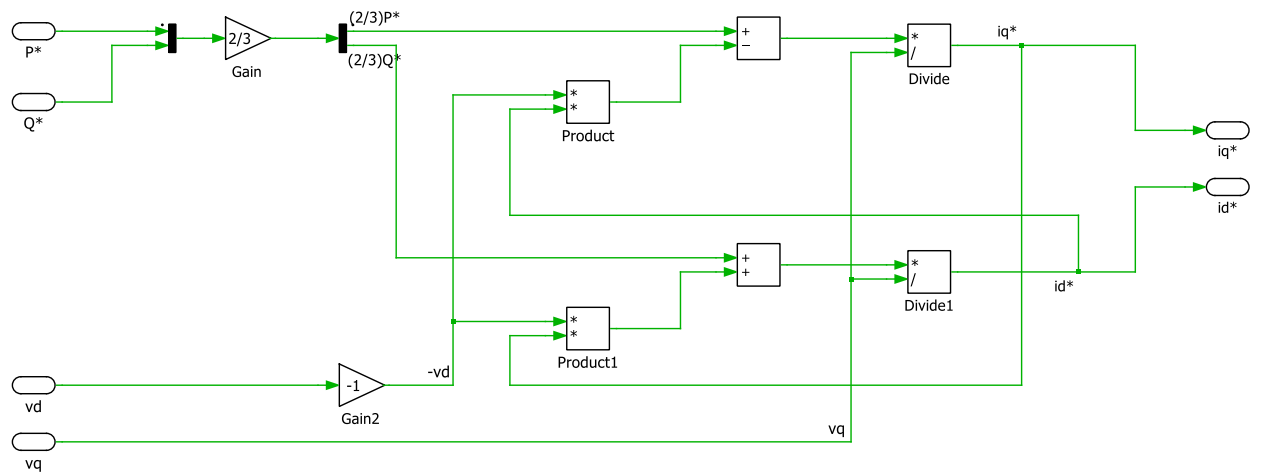 P*
Q*
2/3
Gain
(2/3)P*
(2/3)Q*
+
−
*
/
Divide
iq*
*
*
Product
iq*
id*
+
+
*
/
Divide1
id*
*
*
Product1
vd
-1
Gain2
-vd
vq
vq